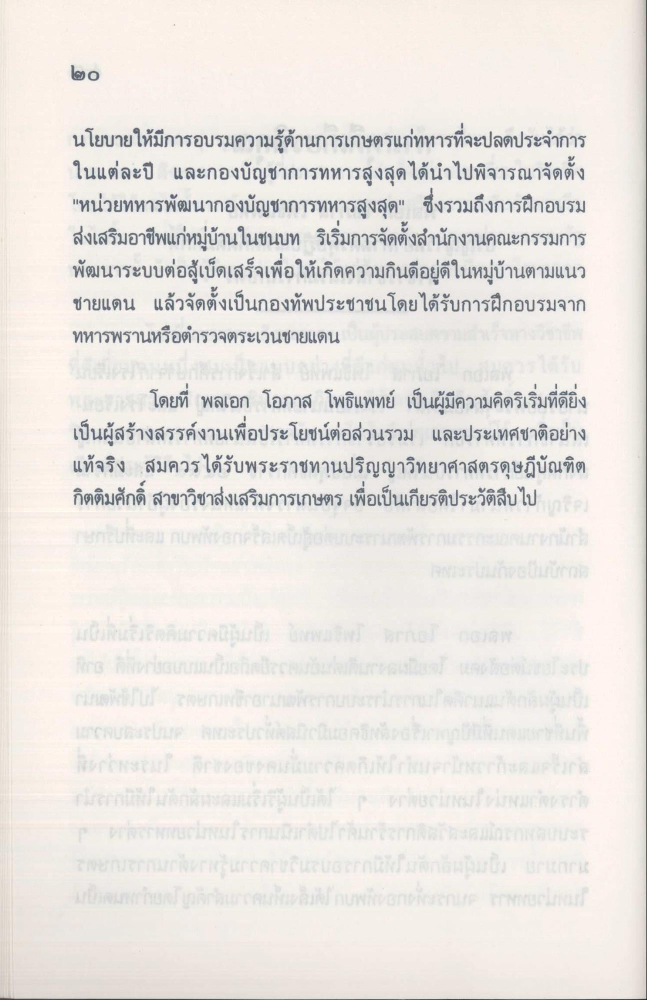 ๒๐
นโยบายให้มีการอบรมความรู้ด้านการเกษตรแก่ทหารที่จะปลดประจำการ
ในแต่ละปี และกองบัญชาการทหารสูงสุดได้นำไปพิจารณาจัดตั้ง
"หน่วยทหารพัฒนากองบัญชาการทหารสูงสุด" ซึ่งรวมถึงการฝึกอบรม
ส่งเสริมอาชีพแก่หมู่บ้านในชนบท ริเริ่มการจัดตั้งสำนักงานคณะกรรมการ
พัฒนาระบบต่อสู้เบ็ดเสร็จเพื่อให้เกิดความกินดีอยู่ดีในหมู่บ้านตามแนว
ชายแดน แล้วจัดตั้งเป็นกองทัพประชาชนโดยได้รับการฝึกอบรมจาก
ทหารพรานหรือตำรวจตระเวนชายแดน
โดยที่ พลเอก โอภาส โพธิแพทย์ เป็นผู้มีความคิดริเริ่มที่ดียิ่ง
เป็นผู้สร้างสรรค์งานเพื่อประโยชน์ต่อส่วนรวม และประเทศชาติอย่าง
แท้จริง สมควรได้รับพระราชทานปริญญาวิทยาศาสตรดุษฎีบัณฑิต
กิตติมศักดิ์ สาขาวิชาส่งเสริมการเกษตร เพื่อเป็นเกียรติประวัติสืบไป